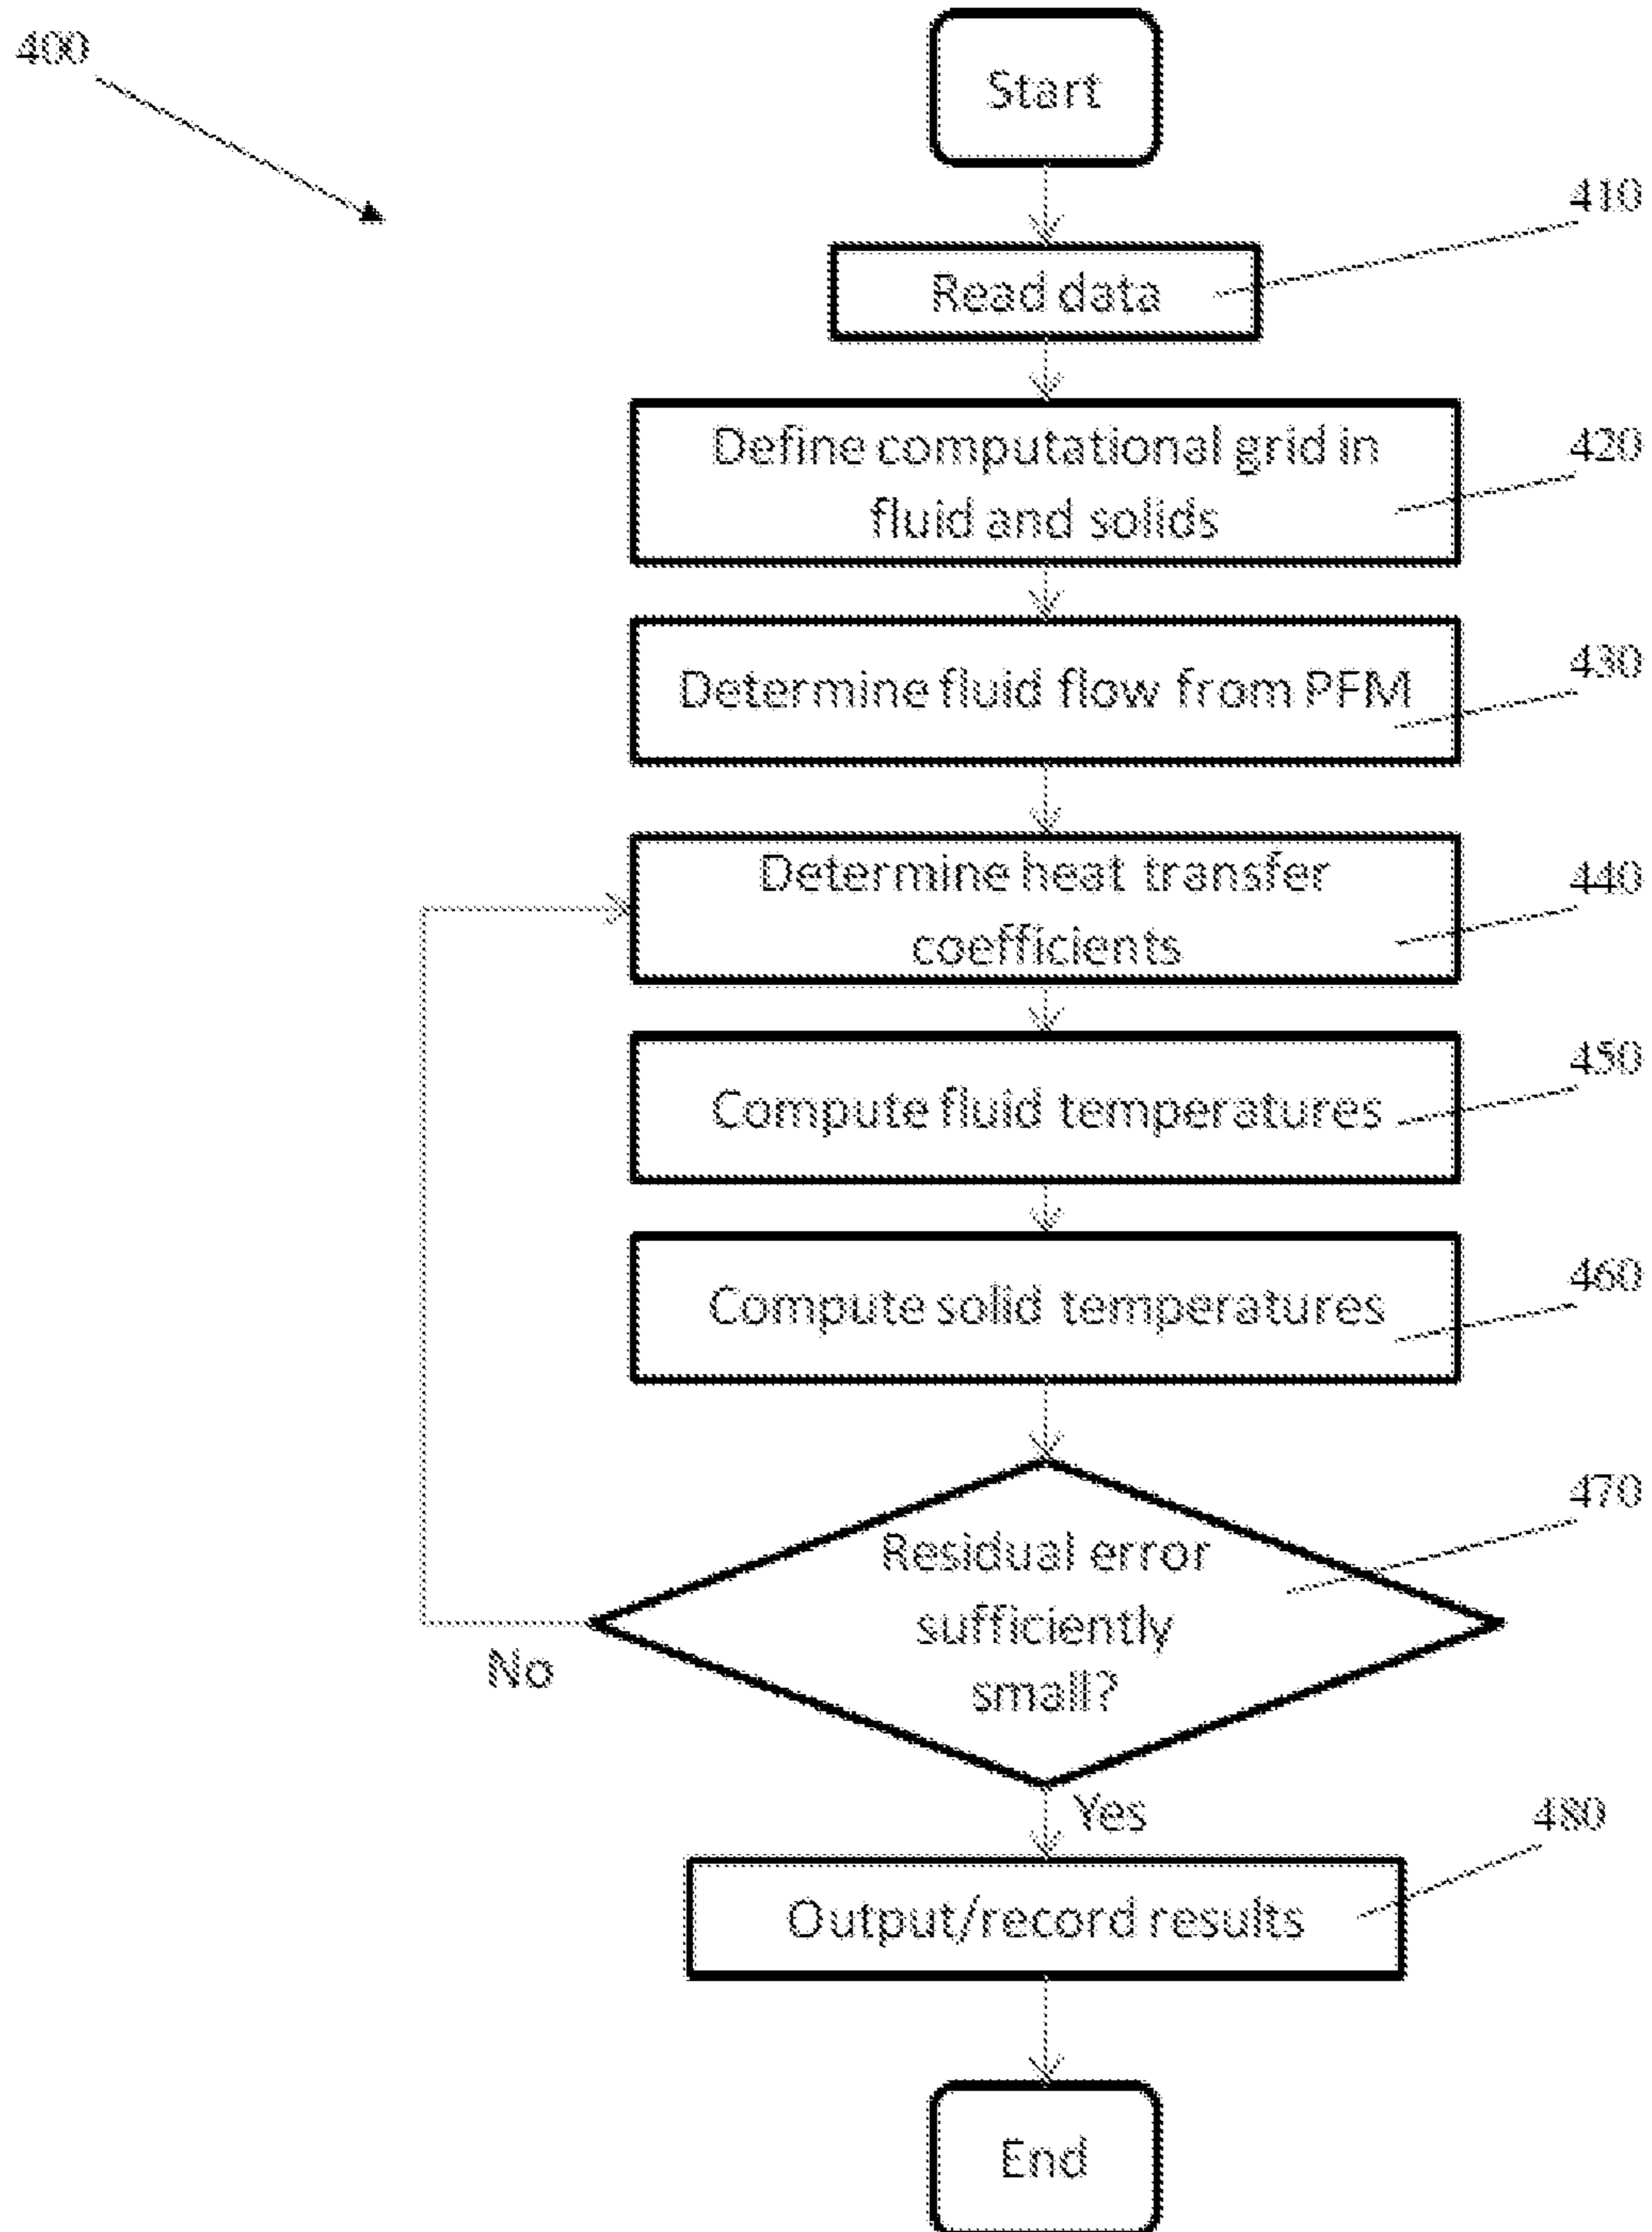 400
Start
410
Read data
420
Define computational grid in
fluid and solids
430
Determine fluid flow from PFM
440
Determine heat transfer
coefficients
450
Compute fluid temperatures
460
Compute solid temperatures
470
Residual error
sufficiently
small?
No
Yes
480
Output/record results
End